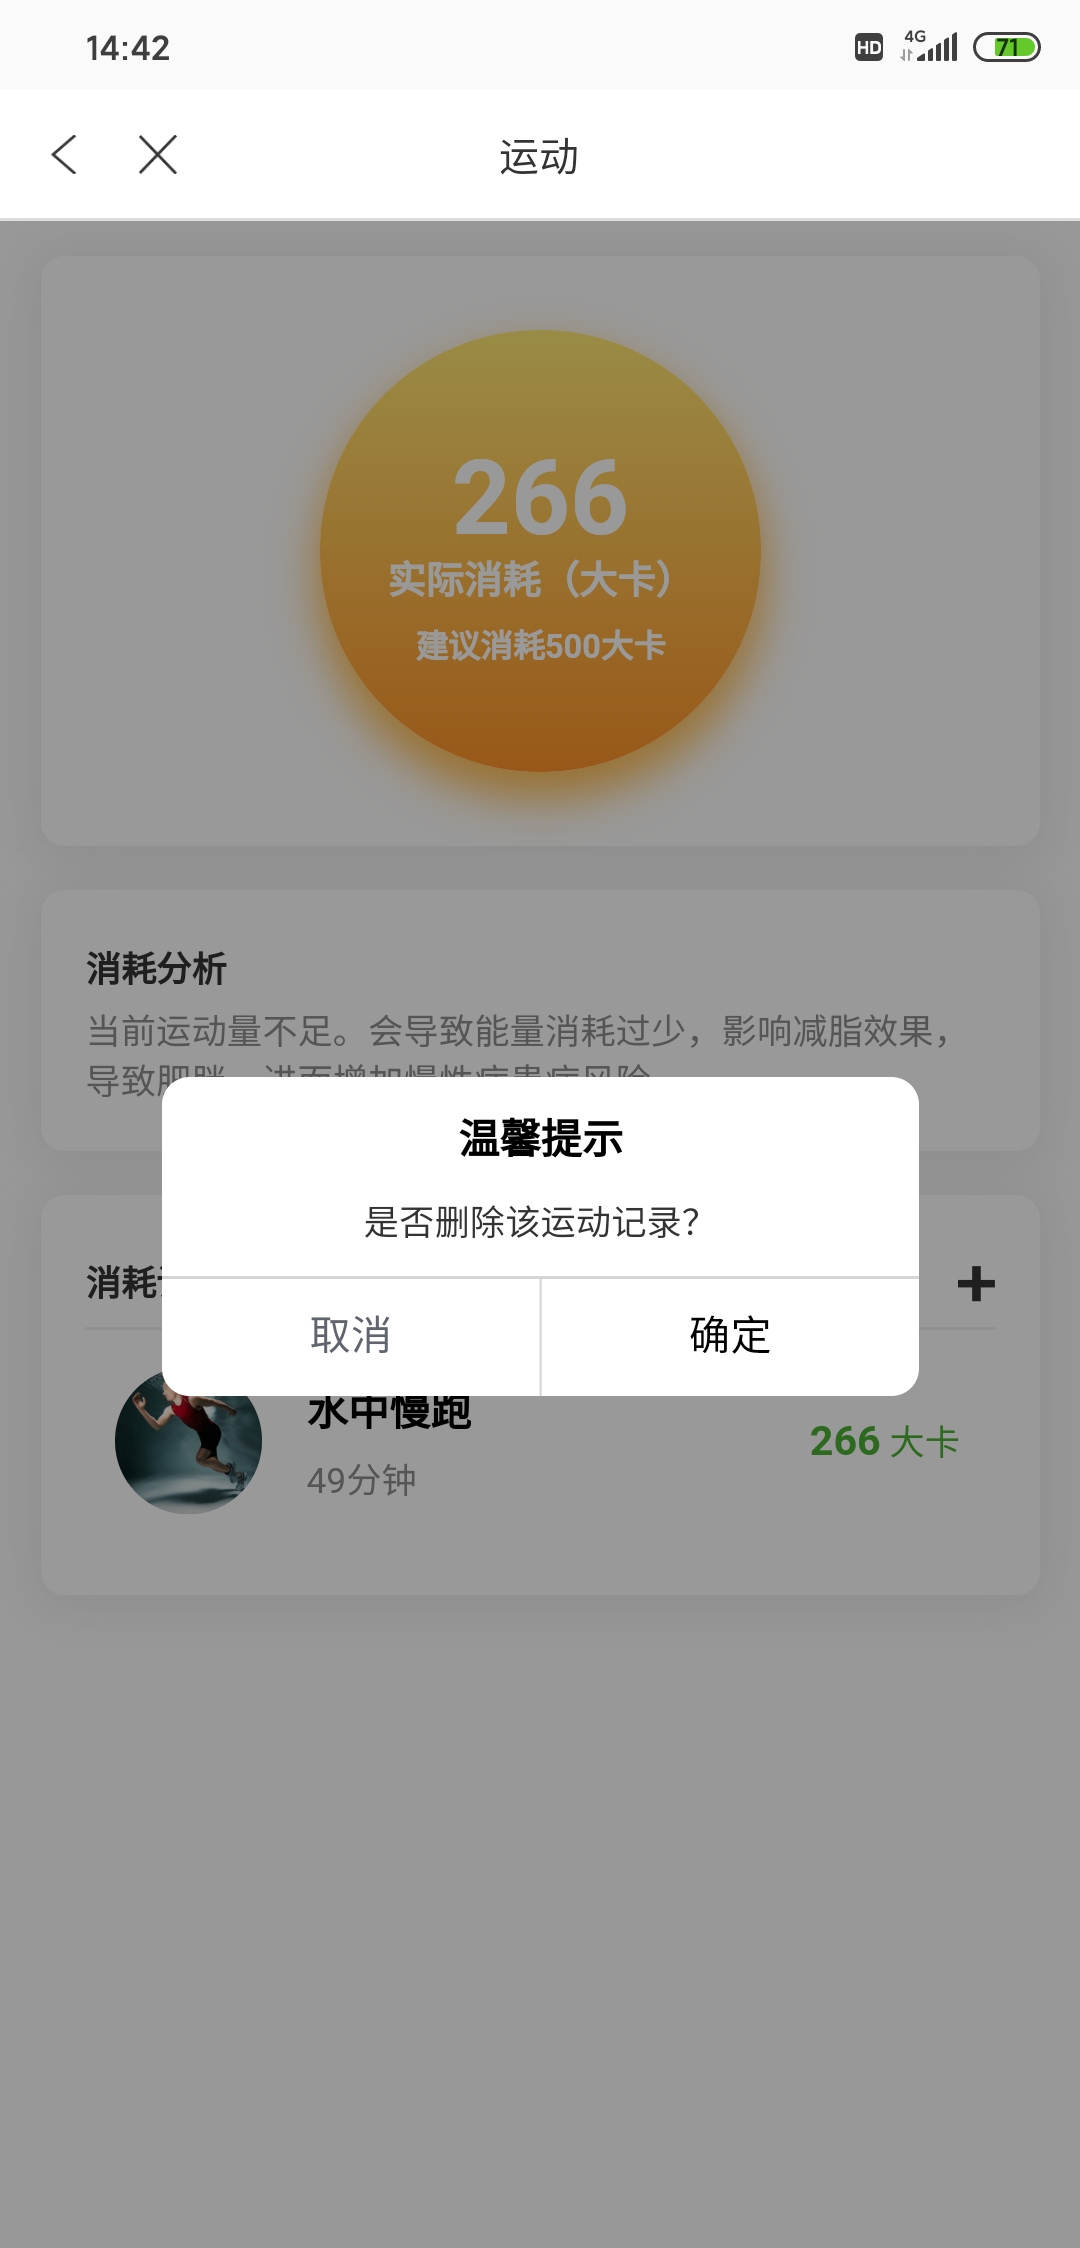 14:42
HD
4G
71
运动
266
实际消耗（大卡）
建议消耗500大卡
消耗分析
当前运动量不足。会导致能量消耗过少，影响减脂效果，
导致肥胖
温馨提示
是否删除该运动记录？
消耗
取消
确定
水中慢跑
266 大卡
49分钟